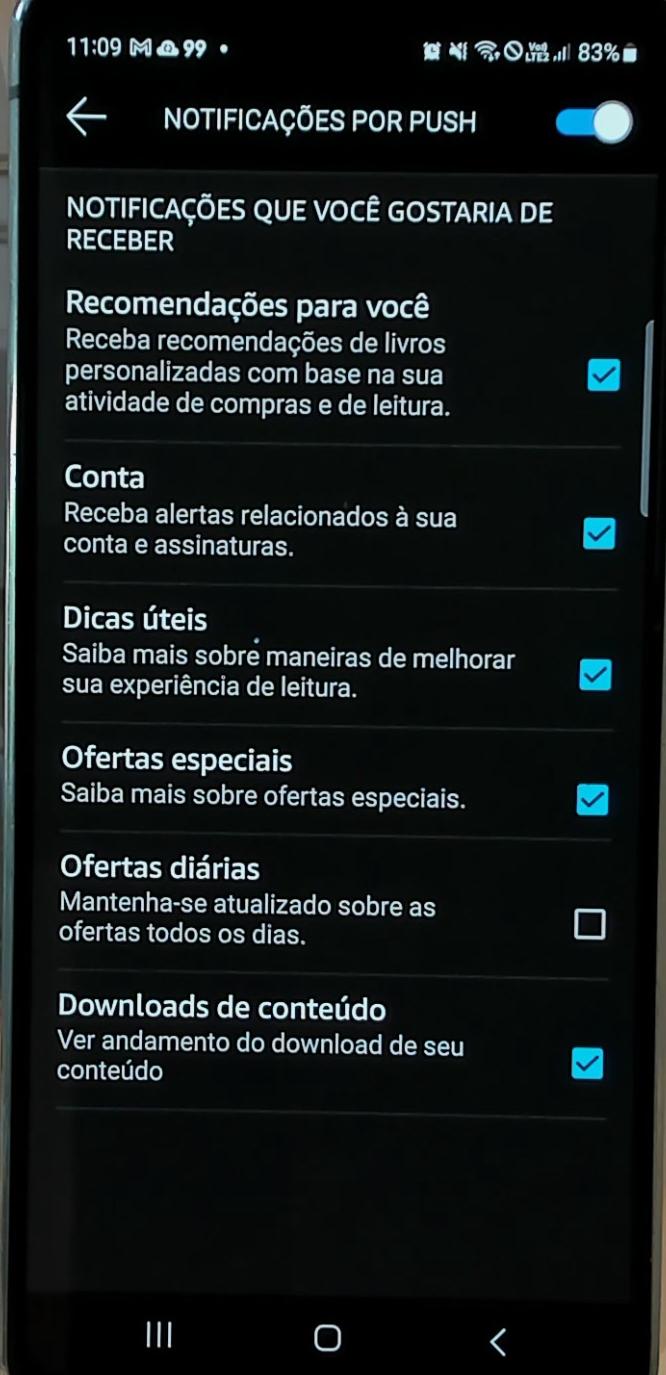 11:09 99
Vo) LTE2 83%
NOTIFICAÇÕES POR PUSH
NOTIFICAÇÕES QUE VOCÊ GOSTARIA DE
RECEBER
Recomendações para você
Receba recomendações de livros
personalizadas com base na sua
atividade de compras e de leitura.
Conta
Receba alertas relacionados à sua
conta e assinaturas.
Dicas úteis
Saiba mais sobre maneiras de melhorar
sua experiência de leitura.
Ofertas especiais
Saiba mais sobre ofertas especiais.
Ofertas diárias
Mantenha-se atualizado sobre as
ofertas todos os dias.
Downloads de conteúdo
Ver andamento do download de seu
conteúdo